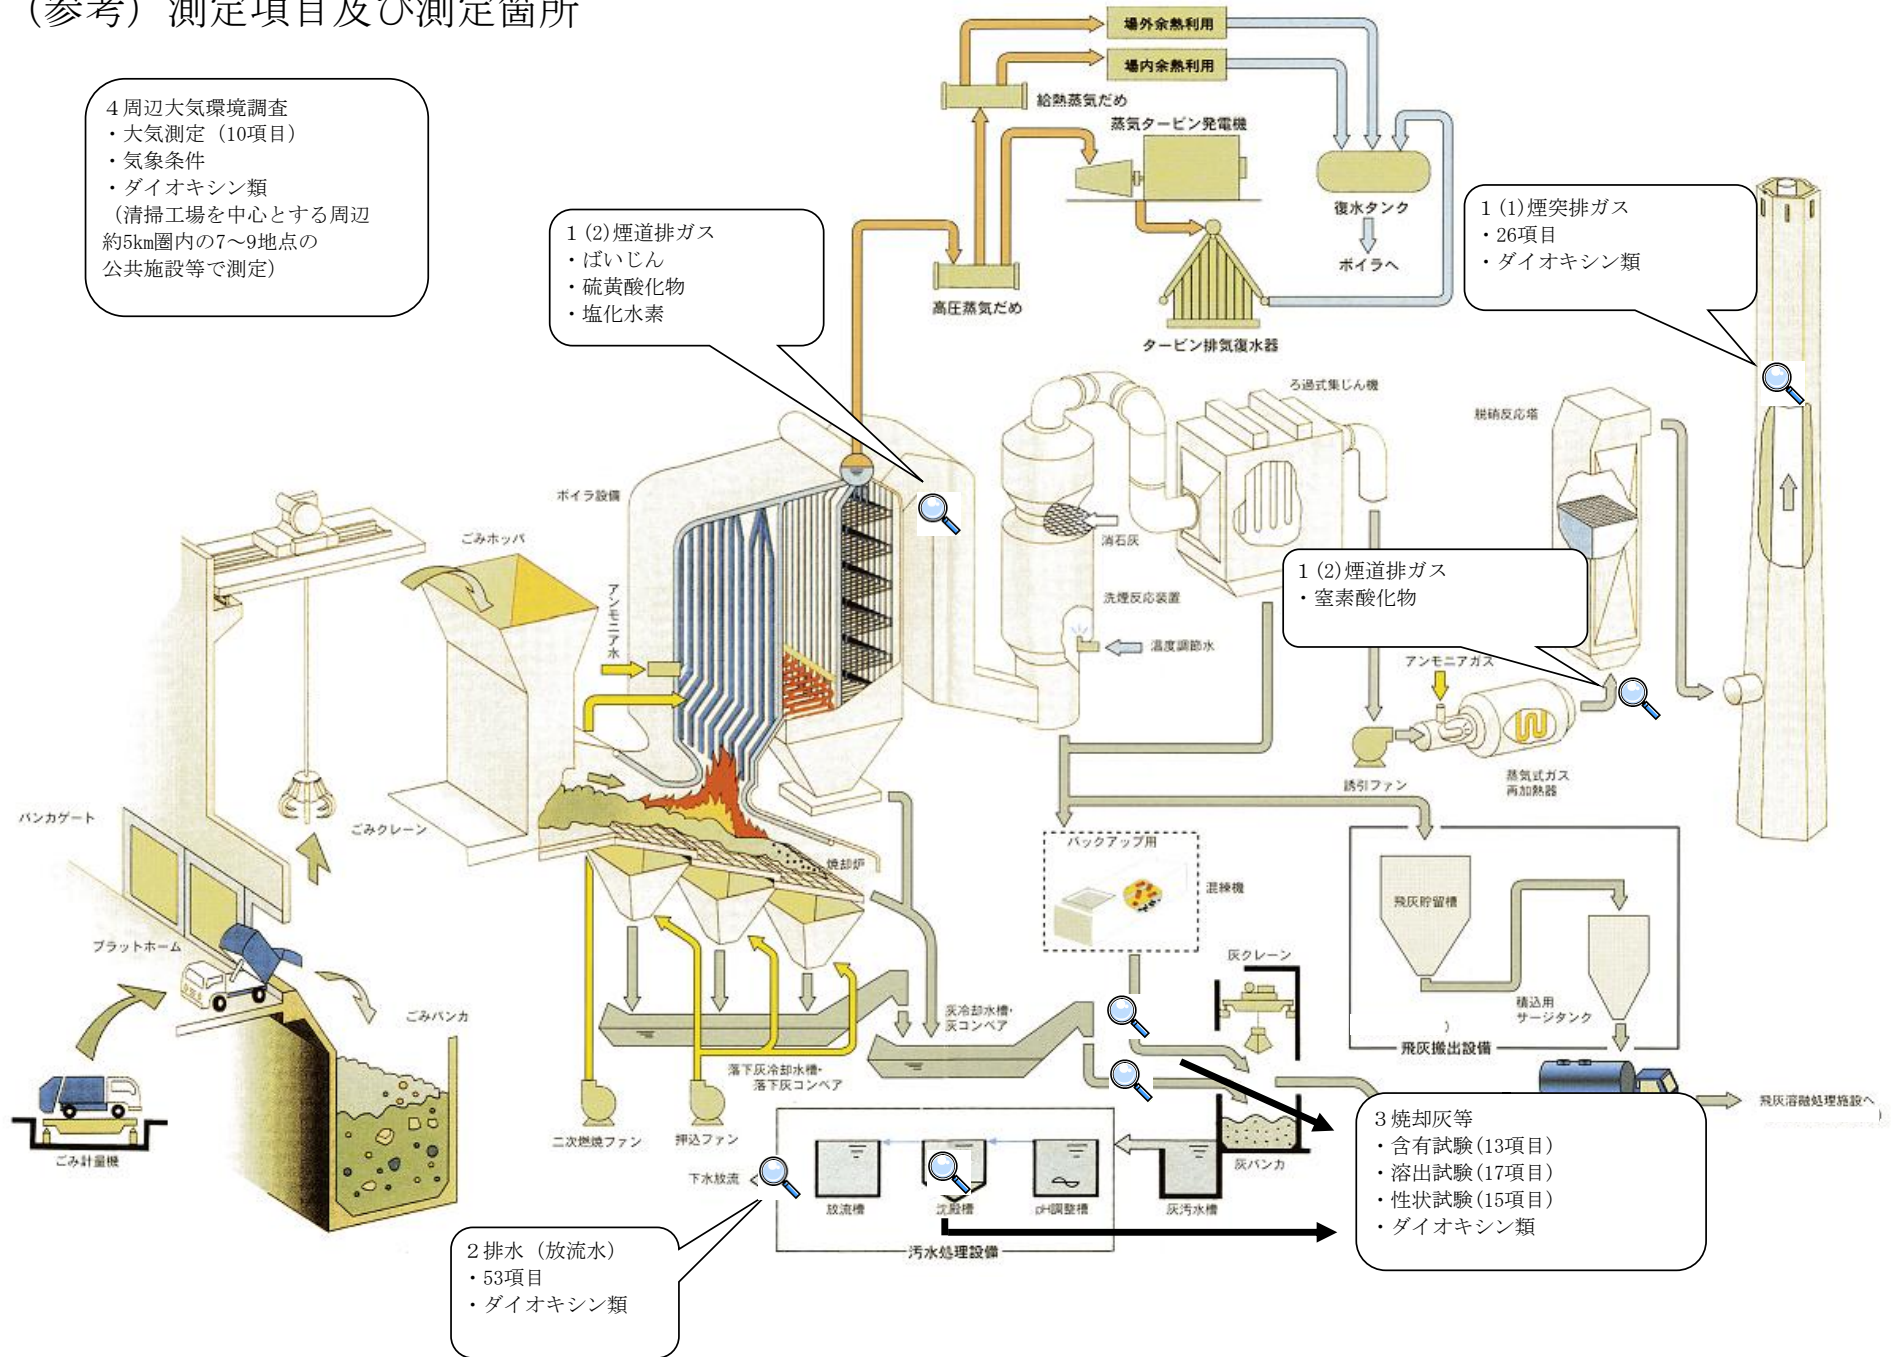 (参考）測定項目及び測定箇所
場外余熱利用
場内余熱利用
給熱蒸気だめ
蒸気タービン発電機
復水タンク
ボイラへ
高圧蒸気だめ
タービン排気復水器
４周辺大気環境調査
・大気測定（10項目）
・気象条件
・ダイオキシン類
（清掃工場を中心とする周辺
約5km圏内の7～9地点の
公共施設等で測定）
１(2)煙道排ガス
・ばいじん
・硫黄酸化物
・塩化水素
１(1)煙突排ガス
・26項目
・ダイオキシン類
ろ過式集じん機
脱硝反応塔
ボイラ設備
ごみホッパ
消石灰
アンモニア水
洗煙反応装置
温度調節水
１(2)煙道排ガス
・窒素酸化物
アンモニアガス
誘引ファン
蒸気式ガス
再加熱器
バンカゲート
ごみクレーン
焼却炉
バックアップ用
混練機
飛灰貯留槽
プラットホーム
灰クレーン
積込用
サージタンク
)
飛灰搬出設備
ごみバンカ
灰冷却水槽・
灰コンベア
落下灰冷却水槽・
落下灰コンベア
二次燃焼ファン
押込ファン
ごみ計量機
飛灰溶融処理施設へ
)
下水放流
放流槽
沈殿槽
pH調整槽
灰汚水槽
灰バンカ
汚水処理設備
３焼却灰等
・含有試験(13項目)
・溶出試験(17項目)
・性状試験(15項目)
・ダイオキシン類
２排水（放流水）
・53項目
・ダイオキシン類